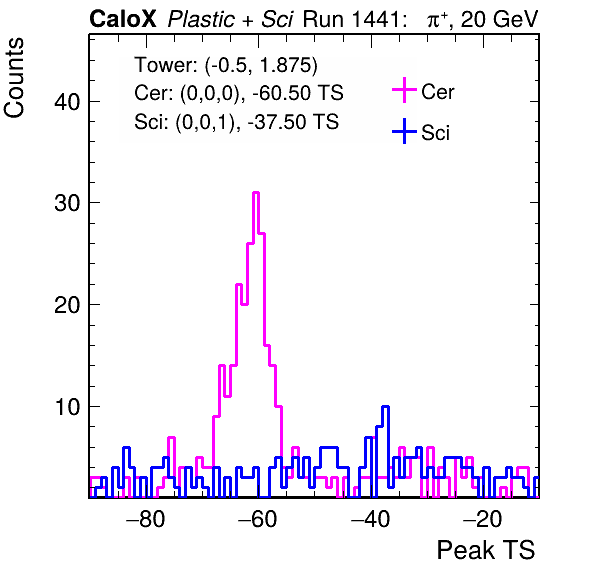 CaloX Plastic + Sci Run 1441: π⁺, 20 GeV
Counts
Tower: (-0.5, 1.875)
Cer: (0,0,0), -60.50 TS
Sci: (0,0,1), -37.50 TS
Cer
Sci
40
30
20
10
−80 −60 −40 −20
Peak TS